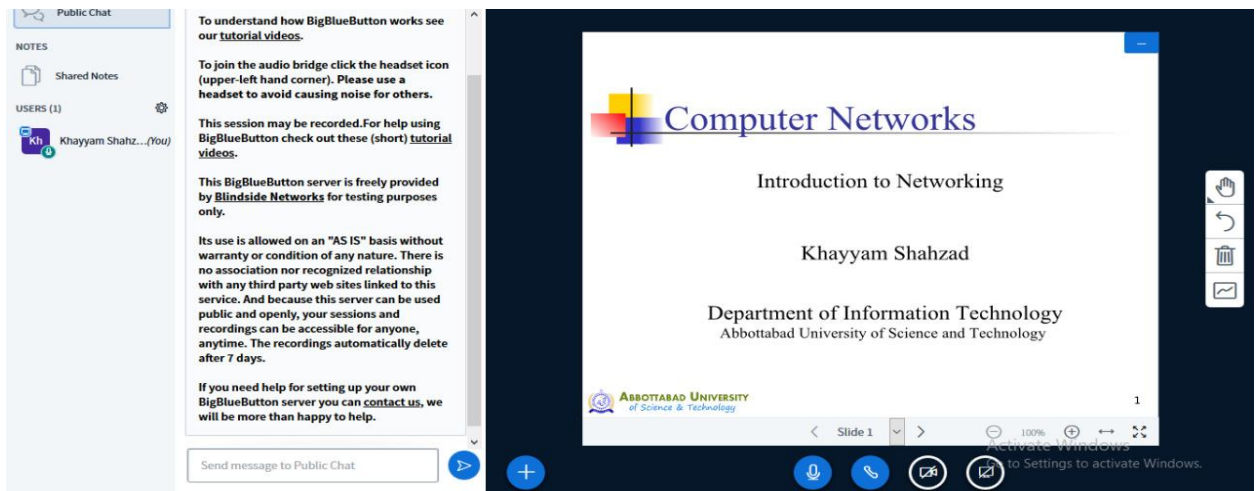 Public Chat
NOTES
Shared Notes
USERS (1)
Kh
Khayyam Shahz...(You)
To understand how BigBlueButton works see
our tutorial videos.
To join the audio bridge click the headset icon
(upper-left hand corner). Please use a
headset to avoid causing noise for others.
This session may be recorded.For help using
BigBlueButton check out these (short) tutorial
videos.
This BigBlueButton server is freely provided
by Blindside Networks for testing purposes
only.
Its use is allowed on an "AS IS" basis without
warranty or condition of any nature. There is
no association nor recognized relationship
with any third party web sites linked to this
service. And because this server can be used
public and openly, your sessions and
recordings can be accessible for anyone,
anytime. The recordings automatically delete
after 7 days.
If you need help for setting up your own
BigBlueButton server you can contact us, we
will be more than happy to help.
Send message to Public Chat
Computer Networks
Introduction to Networking
Khayyam Shahzad
Department of Information Technology
Abbottabad University of Science and Technology
ABBOTTABAD UNIVERSITY
of Science & Technology
1
Slide 1
100%
Activate Windows
Go to Settings to activate Windows.